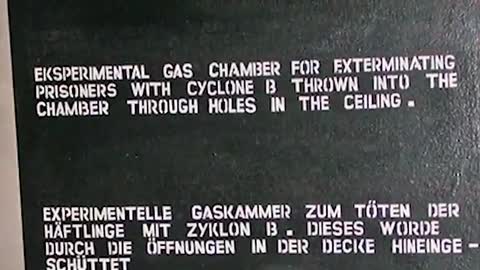 EKSPERIMENTAL GAS CHAMBER FOR EXTERMINATING
PRISONERS WITH CYCLONE B THROWN INTO THE
CHAMBER THROUGH HOLES IN THE CEILING.
EXPERIMENTELLE GASKAMMER ZUM TÖTEN DER
HÄFTLINGE MIT ZYKLON B. DIESES WORDE
DURCH DIE ÖFFNUNGEN IN DER DECKE HINEINGE-
SCHÜTTET